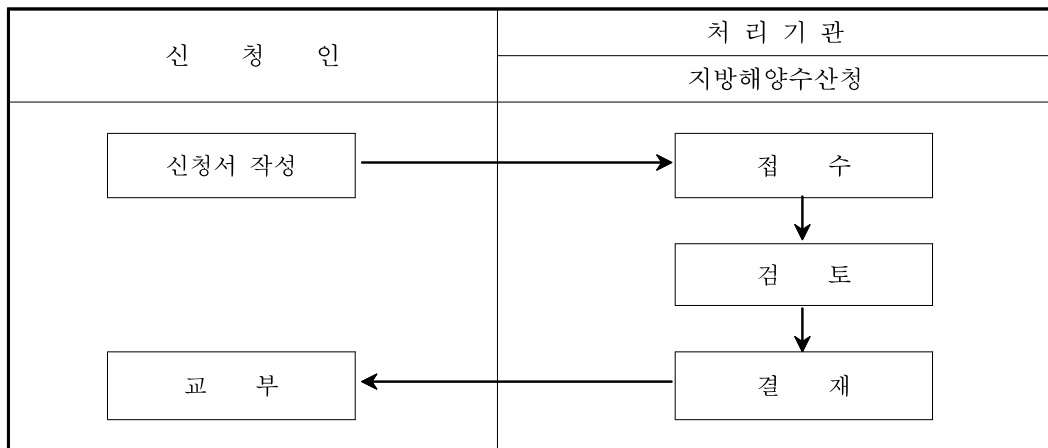 신 청 인
처 리 기 관
지방해양수산청
신청서 작성
접 수
검 토
교 부
결 재